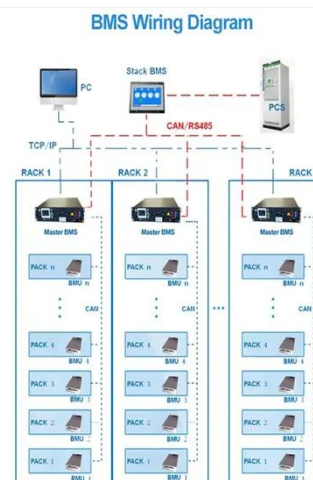 BMS Wiring Diagram
PC
Stack BMS
PCS
CAN/RS485
TCP/IP
RACK 1
RACK 2
RACK
Master BMS
Master BMS
Master BMS
PACK n
PACK n
PACK n
BMU n
BMU n
BMU n
CAN
CAN
CAN
PACK 4
PACK 4
PACK 4
BMU 4
BMU 4
BMU 4
PACK 3
PACK 3
PACK 3
BMU 3
BMU 3
BMU 3
PACK 2
PACK 2
PACK 2
BMU 2
BMU 2
BMU 2
PACK 1
PACK 1
PACK 1
BMU 1
BMU 1
BMU 1